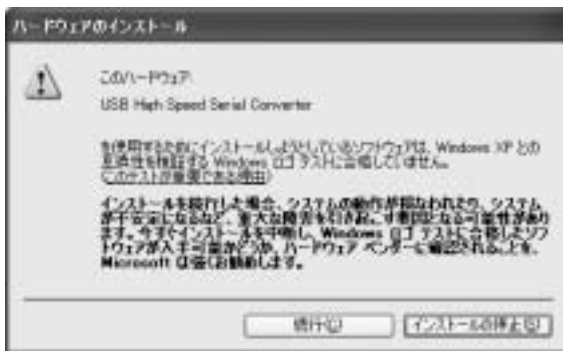 ハードウェアのインストール
このハードウェア:
USB High Speed Serial Converter
を使用するためにインストールしようとしているソフトウェアは、Windows XP との
互換性を検証する Windows ロゴ テストに合格していません。
(このテストが重要である理由)
インストールを続行した場合、システムの動作が損なわれたり、システム
が不安定になるなど、重大な障害を引き起こす要因となる可能性があり
ます。今すぐインストールを中断し、Windows ロゴ テストに合格したソフ
トウェアが入手可能かどうか、ハードウェア ベンダーに確認されることを、
Microsoft は強くお勧めします。
続行(C)
インストールの停止(S)